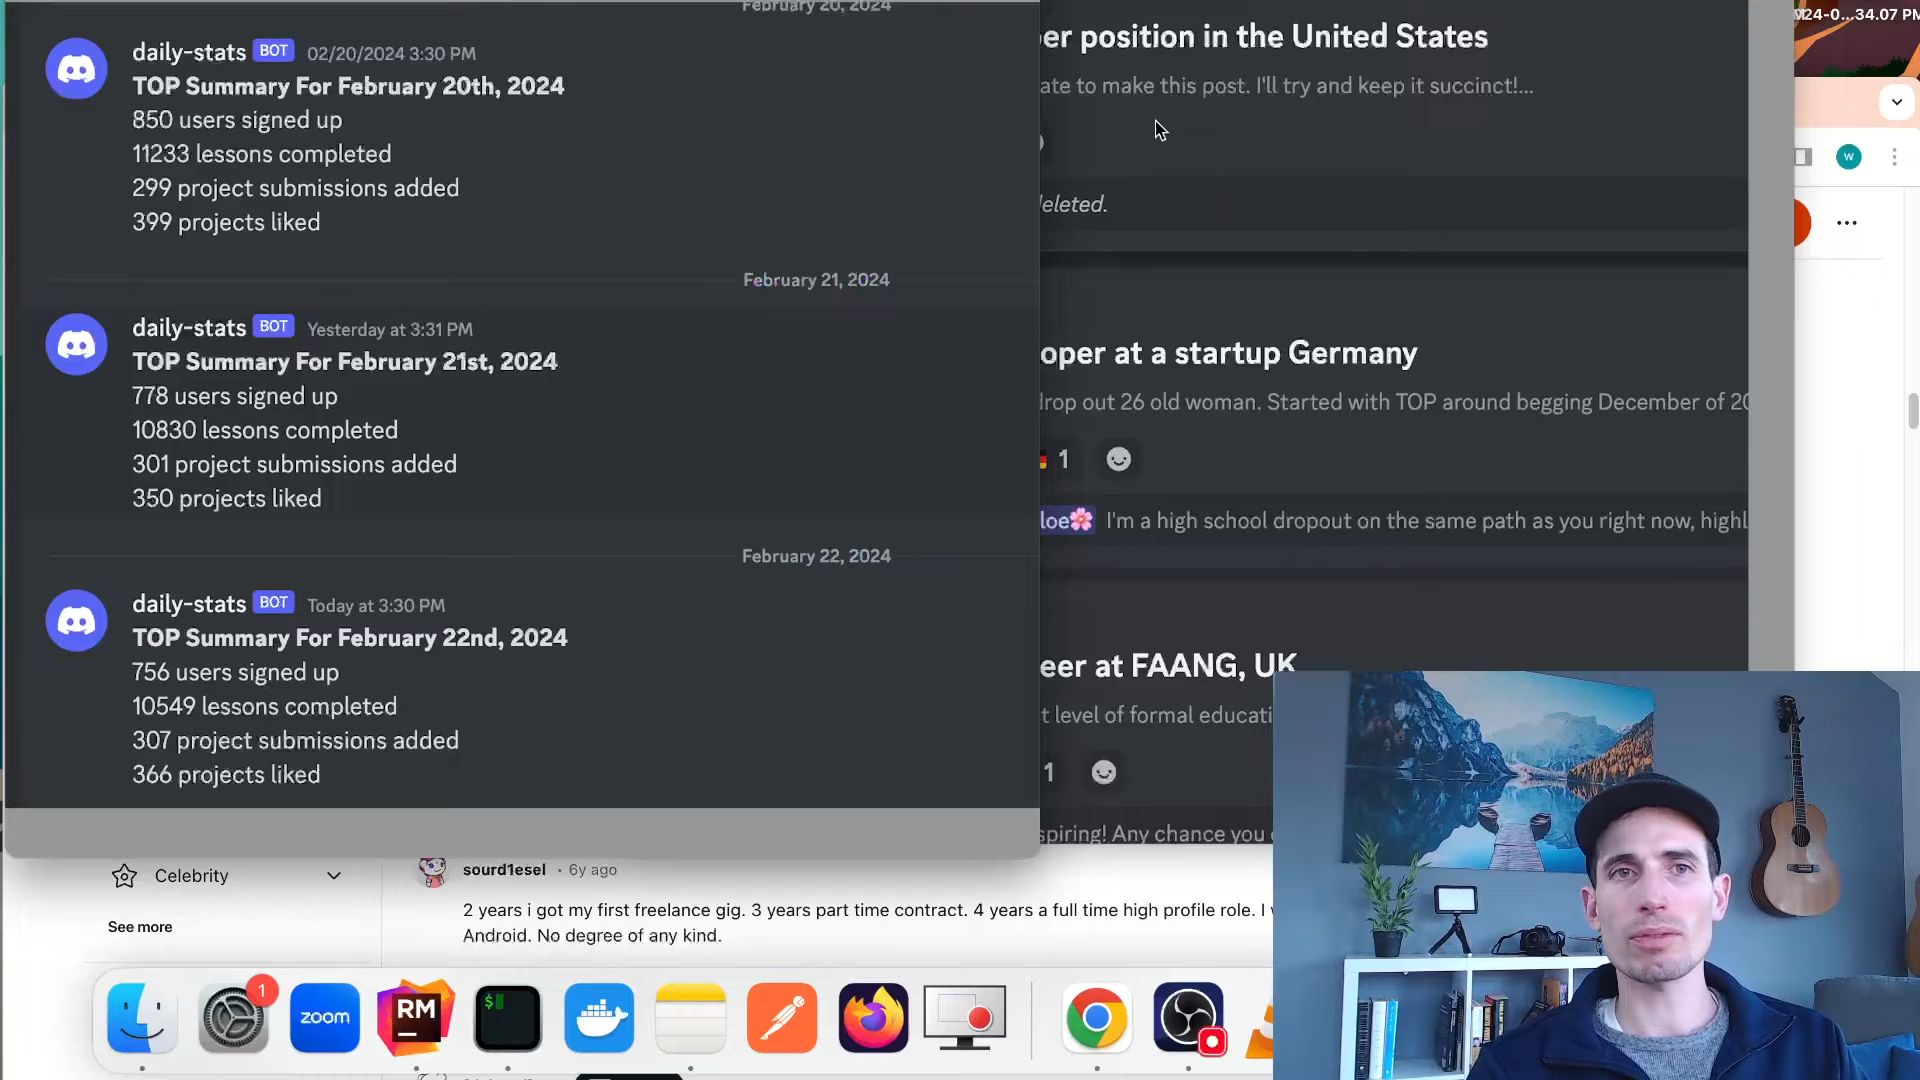 February 20, 2024
daily-stats BOT 02/20/2024 3:30 PM
TOP Summary For February 20th, 2024
850 users signed up
11233 lessons completed
299 project submissions added
399 projects liked
February 21, 2024
daily-stats BOT Yesterday at 3:31 PM
TOP Summary For February 21st, 2024
778 users signed up
10830 lessons completed
301 project submissions added
350 projects liked
February 22, 2024
daily-stats BOT Today at 3:30 PM
TOP Summary For February 22nd, 2024
756 users signed up
10549 lessons completed
307 project submissions added
366 projects liked
er position in the United States
ate to make this post. I'll try and keep it succinct!...
eleted.
oper at a startup Germany
drop out 26 old woman. Started with TOP around begging December of 20
1
loe🌸 I'm a high school dropout on the same path as you right now, highl
eer at FAANG, UK
t level of formal educati
1
spiring! Any chance you
24-0...34.07 PM
W
Celebrity
See more
sourd1esel • 6y ago
2 years i got my first freelance gig. 3 years part time contract. 4 years a full time high profile role. I
Android. No degree of any kind.
1
zoom
RM
$